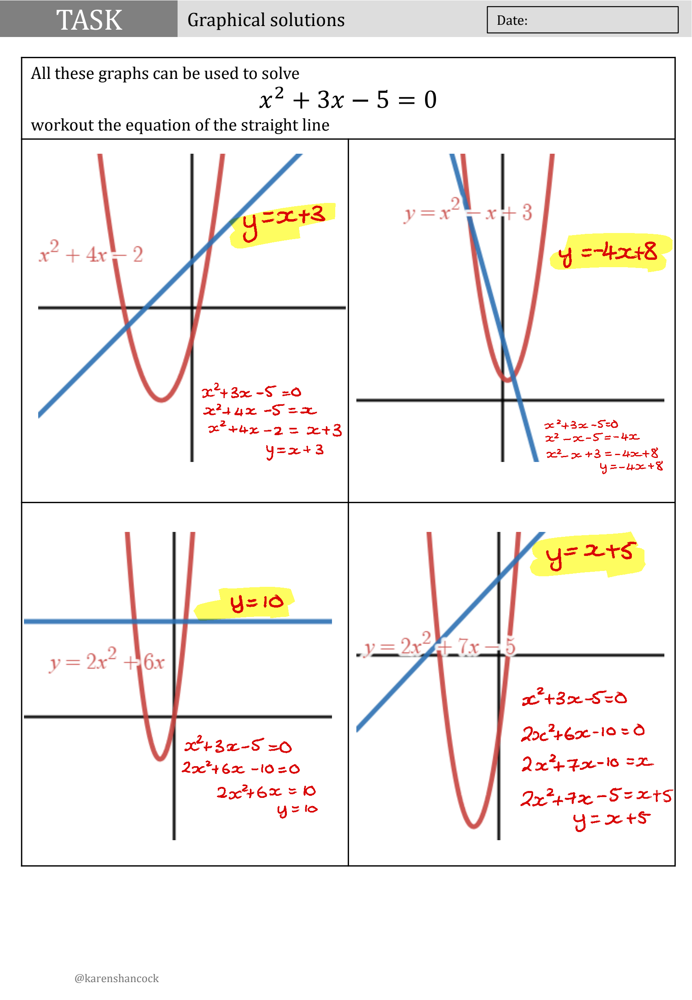 TASK
Graphical solutions
Date:
All these graphs can be used to solve
x² + 3x − 5 = 0
workout the equation of the straight line
y=x+3
x² + 4x − 2
x²+3x-5=0
x²+4x-5=x
x²+4x-2=x+3
y=x+3
y = x² − x + 3
y=-4x+8
x²+3x-5=0
x²-x-5=-4x
x²-x+3=-4x+8
y=-4x+8
y=10
y = 2x² + 6x
x²+3x-5=0
2x²+6x-10=0
2x²+6x=10
y=10
y=x+5
y = 2x² + 7x − 5
x²+3x-5=0
2x²+6x-10=0
2x²+7x-10=x
2x²+7x-5=x+5
y=x+5
@karenshancock